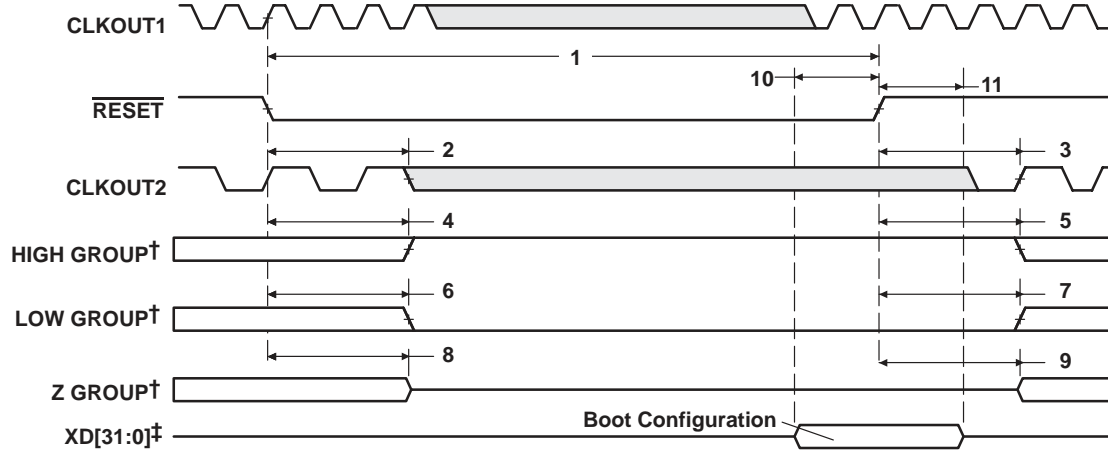 CLKOUT1
1
10
11
RESET
2
3
CLKOUT2
4
5
HIGH GROUP†
6
7
LOW GROUP†
8
9
Z GROUP†
Boot Configuration
XD[31:0]‡